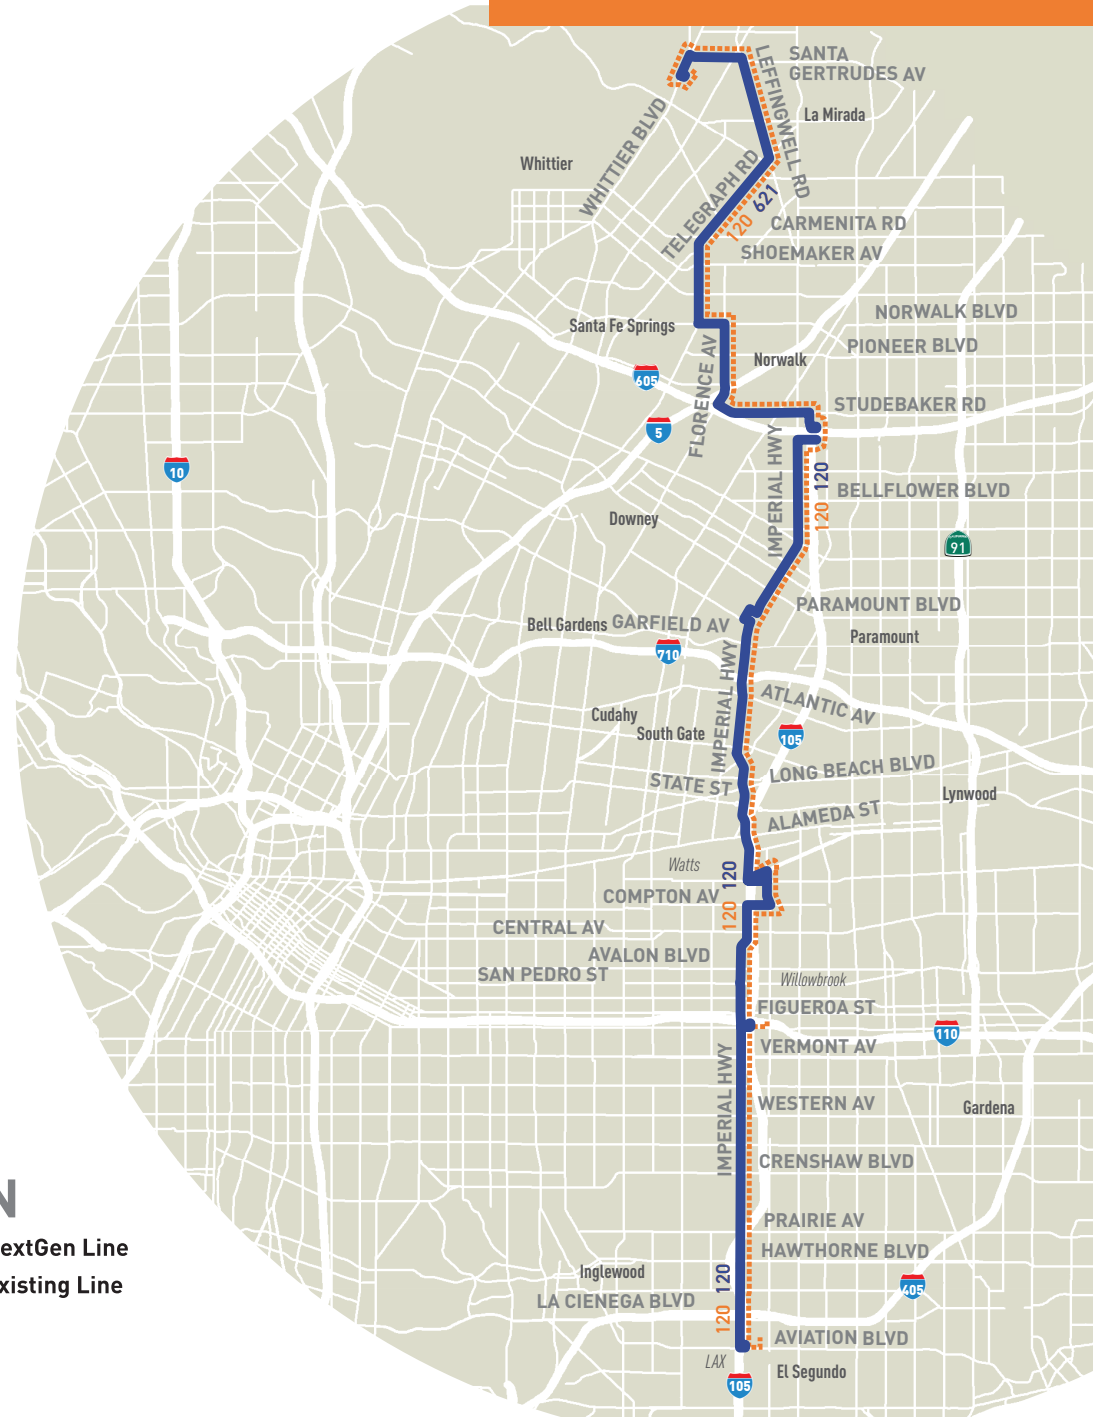 SANTA
GERTRUDES AV
LEFFINGWELL RD
La Mirada
WHITTIER BLVD
Whittier
TELEGRAPH RD
621
120
CARMENITA RD
SHOEMAKER AV
NORWALK BLVD
Santa Fe Springs
PIONEER BLVD
Norwalk
FLORENCE AV
605
STUDEBAKER RD
5
IMPERIAL HWY
10
120
120
BELLFLOWER BLVD
Downey
91
PARAMOUNT BLVD
Bell Gardens
GARFIELD AV
Paramount
710
IMPERIAL HWY
ATLANTIC AV
Cudahy
South Gate
105
LONG BEACH BLVD
STATE ST
Lynwood
ALAMEDA ST
Watts
120
120
COMPTON AV
CENTRAL AV
AVALON BLVD
SAN PEDRO ST
Willowbrook
FIGUEROA ST
110
VERMONT AV
IMPERIAL HWY
WESTERN AV
Gardena
CRENSHAW BLVD
N
PRAIRIE AV
extGen Line
HAWTHORNE BLVD
Inglewood
120
120
xisting Line
405
LA CIENEGA BLVD
AVIATION BLVD
LAX
El Segundo
105